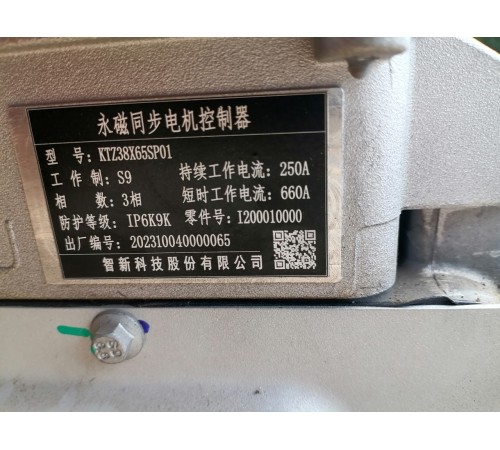 永磁同步电机控制器
型号：KTZ38X65SP01
工作制：S9 持续工作电流：250A
相数：3相 短时工作电流：660A
防护等级：IP6K9K 零件号：I200010000
出厂编号：202310040000065
智新科技股份有限公司